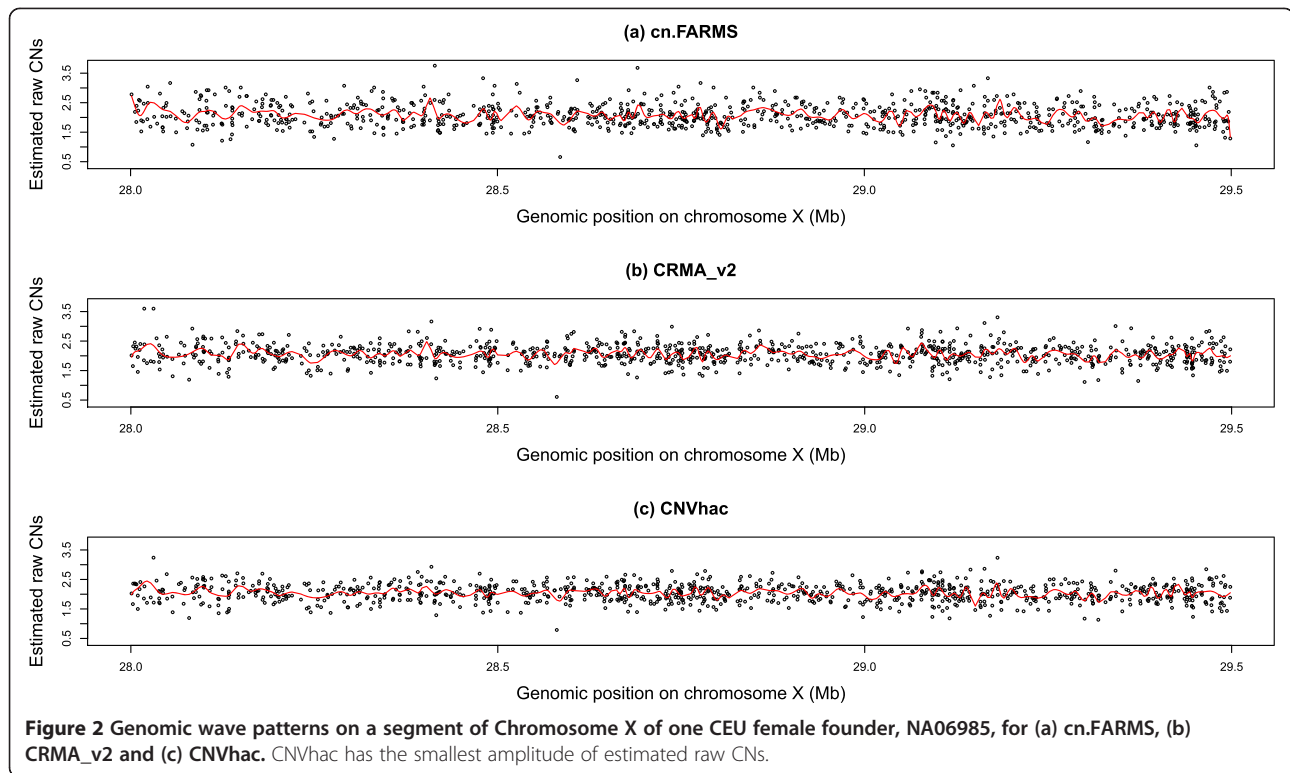 (a) cn.FARMS
Estimated raw CNs
0.5 1.5 2.5 3.5
28.0 28.5 29.0 29.5
Genomic position on chromosome X (Mb)
(b) CRMA_v2
Estimated raw CNs
0.5 1.5 2.5 3.5
28.0 28.5 29.0 29.5
Genomic position on chromosome X (Mb)
(c) CNVhac
Estimated raw CNs
0.5 1.5 2.5 3.5
28.0 28.5 29.0 29.5
Genomic position on chromosome X (Mb)
Figure 2 Genomic wave patterns on a segment of Chromosome X of one CEU female founder, NA06985, for (a) cn.FARMS, (b)
CRMA_v2 and (c) CNVhac. CNVhac has the smallest amplitude of estimated raw CNs.